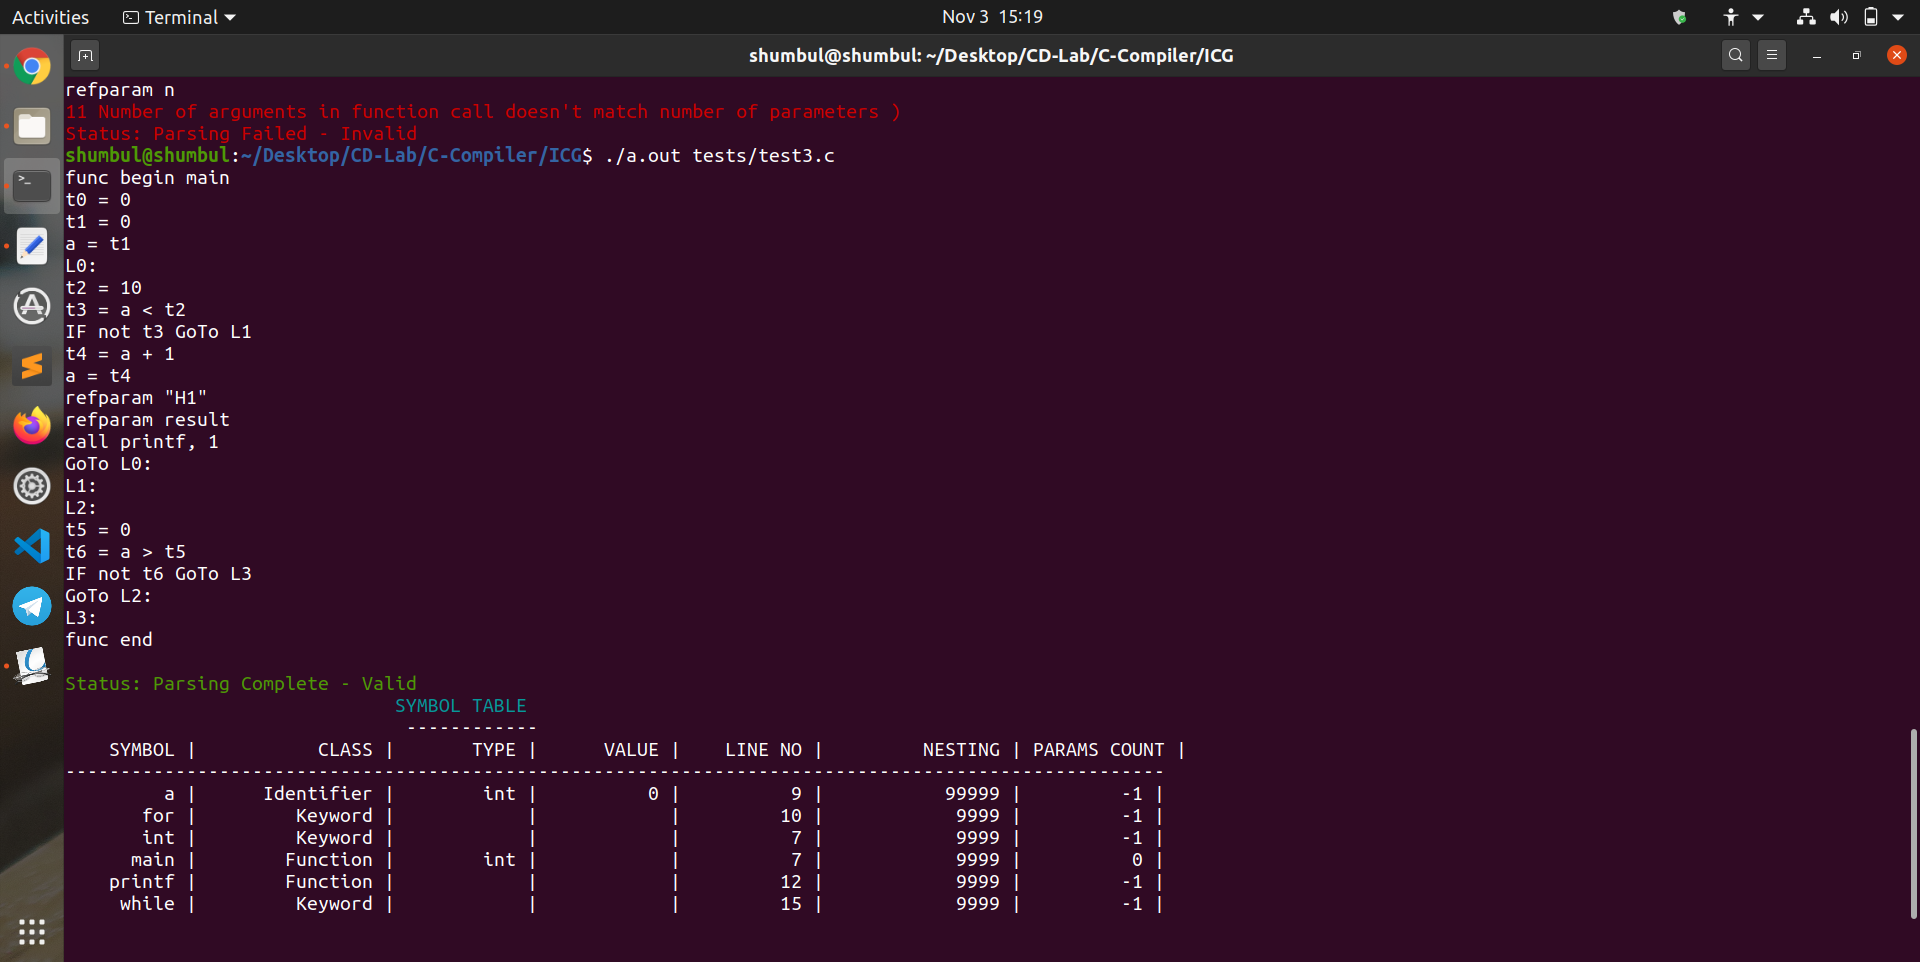 Activities Terminal Nov 3 15:19
shumbul@shumbul: ~/Desktop/CD-Lab/C-Compiler/ICG
refparam n
11 Number of arguments in function call doesn't match number of parameters )
Status: Parsing Failed - Invalid
shumbul@shumbul:~/Desktop/CD-Lab/C-Compiler/ICG$ ./a.out tests/test3.c
func begin main
t0 = 0
t1 = 0
a = t1
L0:
t2 = 10
t3 = a < t2
IF not t3 GoTo L1
t4 = a + 1
a = t4
refparam "H1"
refparam result
call printf, 1
GoTo L0:
L1:
L2:
t5 = 0
t6 = a > t5
IF not t6 GoTo L3
GoTo L2:
L3:
func end
Status: Parsing Complete - Valid
SYMBOL TABLE
------------
SYMBOL | CLASS | TYPE | VALUE | LINE NO | NESTING | PARAMS COUNT |
----------------------------------------------------------------------------------------------------
a | Identifier | int | 0 | 9 | 99999 | -1 |
for | Keyword | | | 10 | 9999 | -1 |
int | Keyword | | | 7 | 9999 | -1 |
main | Function | int | | 7 | 9999 | 0 |
printf | Function | | | 12 | 9999 | -1 |
while | Keyword | | | 15 | 9999 | -1 |